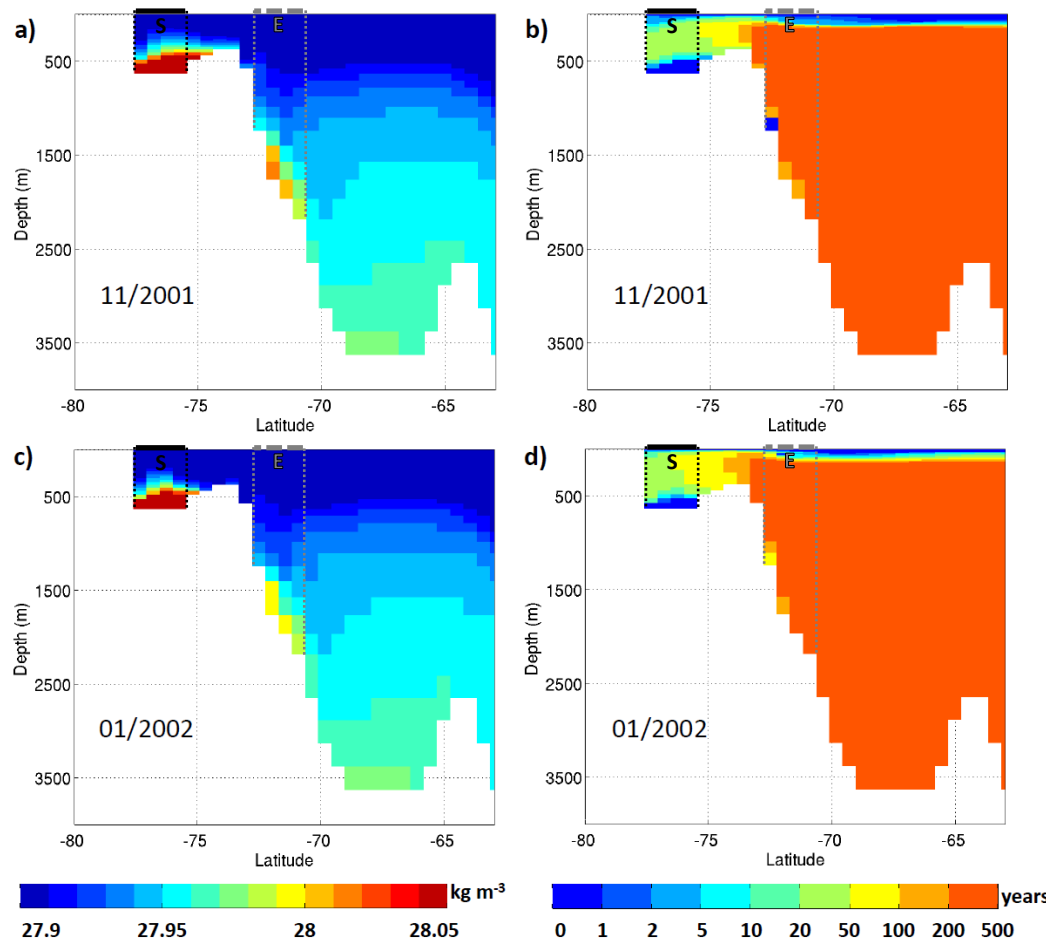 a) S E
500
1500
2500
3500
Depth (m)
11/2001
-80 -75 -70 -65
Latitude
b) S E
500
1500
2500
3500
Depth (m)
11/2001
-80 -75 -70 -65
Latitude
c) S E
500
1500
2500
3500
Depth (m)
01/2002
-80 -75 -70 -65
Latitude
d) S E
500
1500
2500
3500
Depth (m)
01/2002
-80 -75 -70 -65
Latitude
kg m⁻³
27.9 27.95 28 28.05
years
0 1 2 5 10 20 50 100 200 500